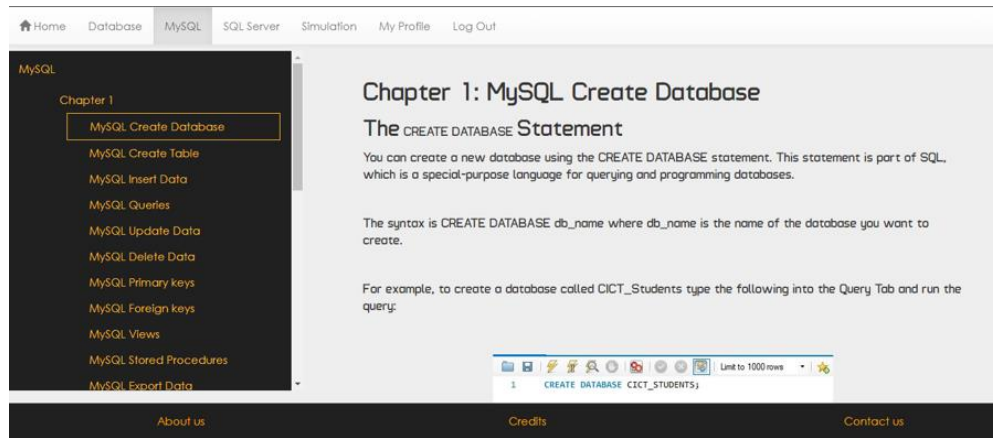 Home Database MySQL SQL Server Simulation My Profile Log Out
MySQL
Chapter 1
MySQL Create Database
MySQL Create Table
MySQL Insert Data
MySQL Queries
MySQL Update Data
MySQL Delete Data
MySQL Primary keys
MySQL Foreign keys
MySQL Views
MySQL Stored Procedures
MySQL Export Data
Chapter 1: MySQL Create Database
The CREATE DATABASE Statement
You can create a new database using the CREATE DATABASE statement. This statement is part of SQL,
which is a special-purpose language for querying and programming databases.
The syntax is CREATE DATABASE db_name where db_name is the name of the database you want to
create.
For example, to create a database called CICT_Students type the following into the Query Tab and run the
query:
Limit to 1000 rows
1 CREATE DATABASE CICT_STUDENTS;
About us Credits Contact us